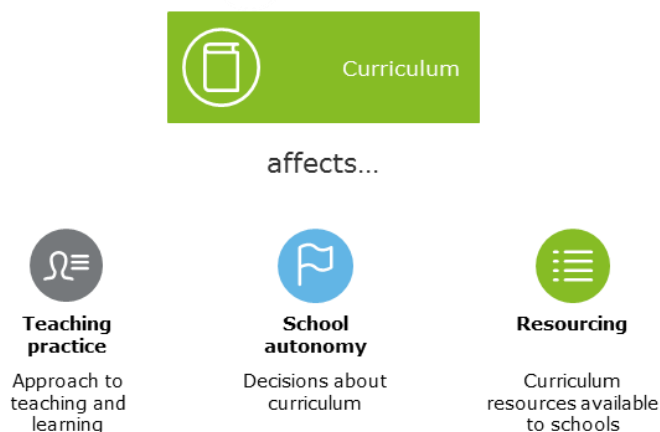 Curriculum
affects...
Teaching
practice
Approach to
teaching and
learning
School
autonomy
Decisions about
curriculum
Resourcing
Curriculum
resources available
to schools